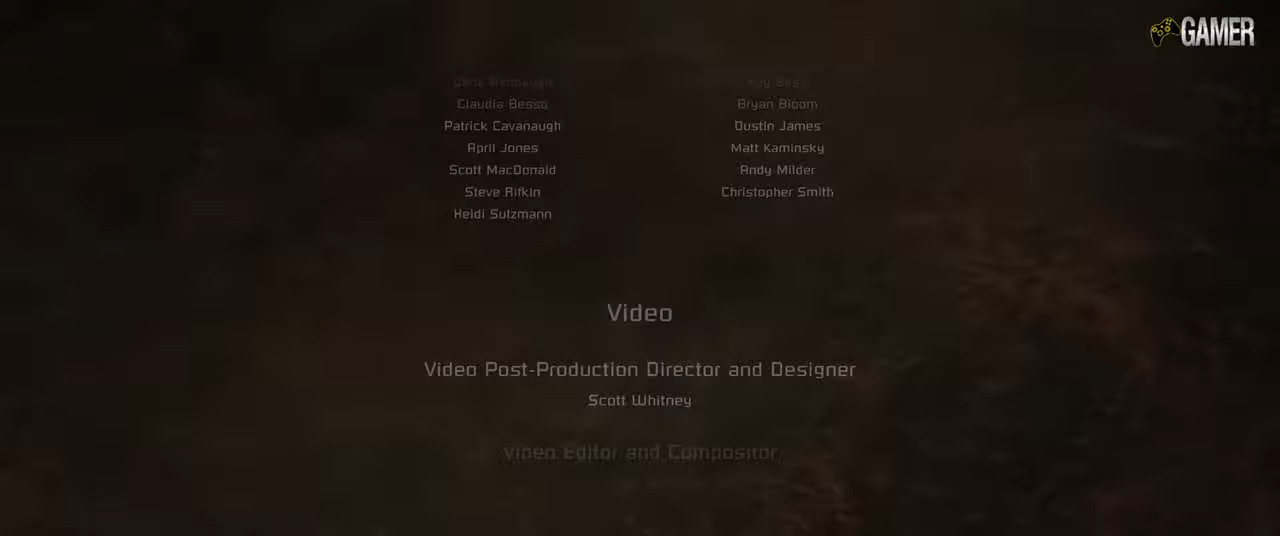 GAMER
Claudia Besso
Bryan Bloom
Patrick Cavanaugh
Dustin James
April Jones
Matt Kaminsky
Scott MacDonald
Andy Milder
Steve Rifkin
Christopher Smith
Heidi Sulzmann
Video
Video Post-Production Director and Designer
Scott Whitney
Video Editor and Compositor